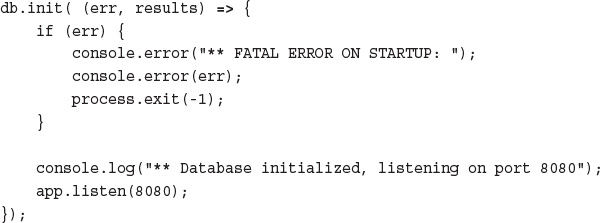 db.init( (err, results) => {
    if (err) {
        console.error("** FATAL ERROR ON STARTUP: ");
        console.error(err);
        process.exit(-1);
    }

    console.log("** Database initialized, listening on port 8080");
    app.listen(8080);
});